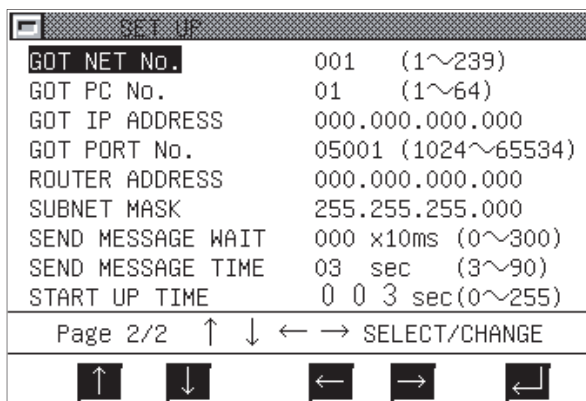 SET UP
GOT NET No. 001 (1～239)
GOT PC No. 01 (1～64)
GOT IP ADDRESS 000.000.000.000
GOT PORT No. 05001 (1024～65534)
ROUTER ADDRESS 000.000.000.000
SUBNET MASK 255.255.255.000
SEND MESSAGE WAIT 000 x10ms (0～300)
SEND MESSAGE TIME 03 sec (3～90)
START UP TIME 0 0 3 sec(0～255)
Page 2/2 ↑ ↓ ← → SELECT/CHANGE
↑ ↓ ← → ↵